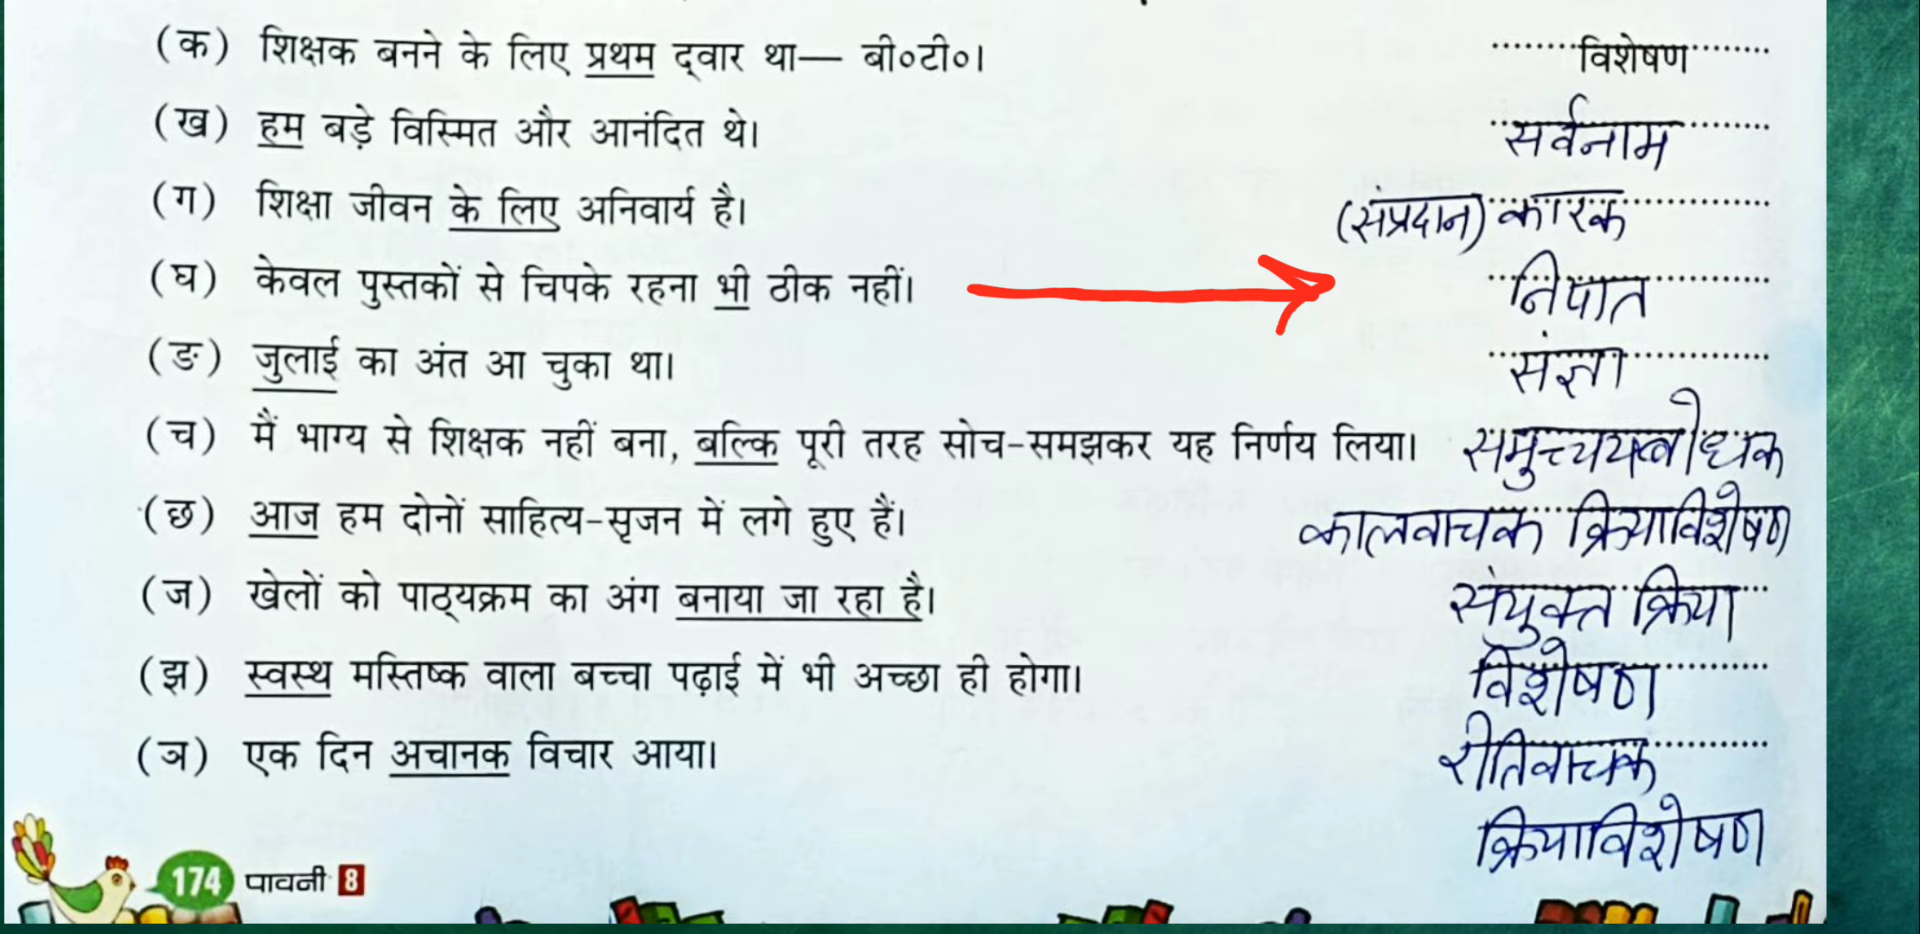 (क) शिक्षक बनने के लिए प्रथम द्वार था— बी०टी०। विशेषण
(ख) हम बड़े विस्मित और आनंदित थे। सर्वनाम
(ग) शिक्षा जीवन के लिए अनिवार्य है। (संप्रदान) कारक
(घ) केवल पुस्तकों से चिपके रहना भी ठीक नहीं। निपात
(ङ) जुलाई का अंत आ चुका था। संज्ञा
(च) मैं भाग्य से शिक्षक नहीं बना, बल्कि पूरी तरह सोच-समझकर यह निर्णय लिया। समुच्चयबोधक
(छ) आज हम दोनों साहित्य-सृजन में लगे हुए हैं। कालवाचक क्रियाविशेषण
(ज) खेलों को पाठ्यक्रम का अंग बनाया जा रहा है। संयुक्त क्रिया
(झ) स्वस्थ मस्तिष्क वाला बच्चा पढ़ाई में भी अच्छा ही होगा। विशेषण
(ञ) एक दिन अचानक विचार आया। रीतिवाचक
क्रियाविशेषण
174 पावनी 8